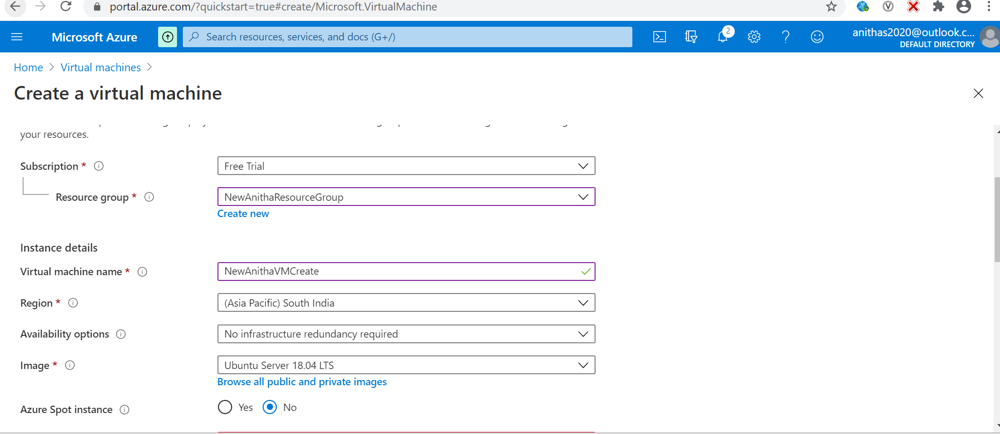 portal.azure.com/?quickstart=true#create/Microsoft.VirtualMachine
Microsoft Azure
Search resources, services, and docs (G+/)
2
anithas2020@outlook.c...
DEFAULT DIRECTORY
Home > Virtual machines >
Create a virtual machine
your resources.
Subscription * Free Trial
Resource group * NewAnithaResourceGroup
Create new
Instance details
Virtual machine name * NewAnithaVMCreate
Region * (Asia Pacific) South India
Availability options No infrastructure redundancy required
Image * Ubuntu Server 18.04 LTS
Browse all public and private images
Azure Spot instance Yes No